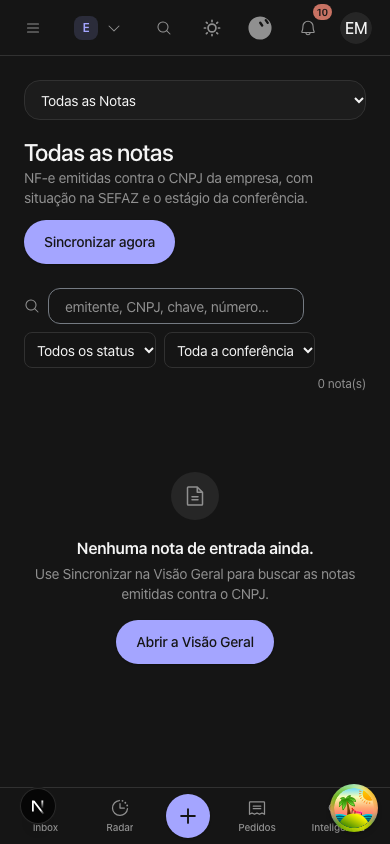 E
10
EM
Todas as Notas
Todas as notas
NF-e emitidas contra o CNPJ da empresa, com
situação na SEFAZ e o estágio da conferência.
Sincronizar agora
emitente, CNPJ, chave, número...
Todos os status
Toda a conferência
0 nota(s)
Nenhuma nota de entrada ainda.
Use Sincronizar na Visão Geral para buscar as notas
emitidas contra o CNPJ.
Abrir a Visão Geral
N
Inbox
Radar
Pedidos